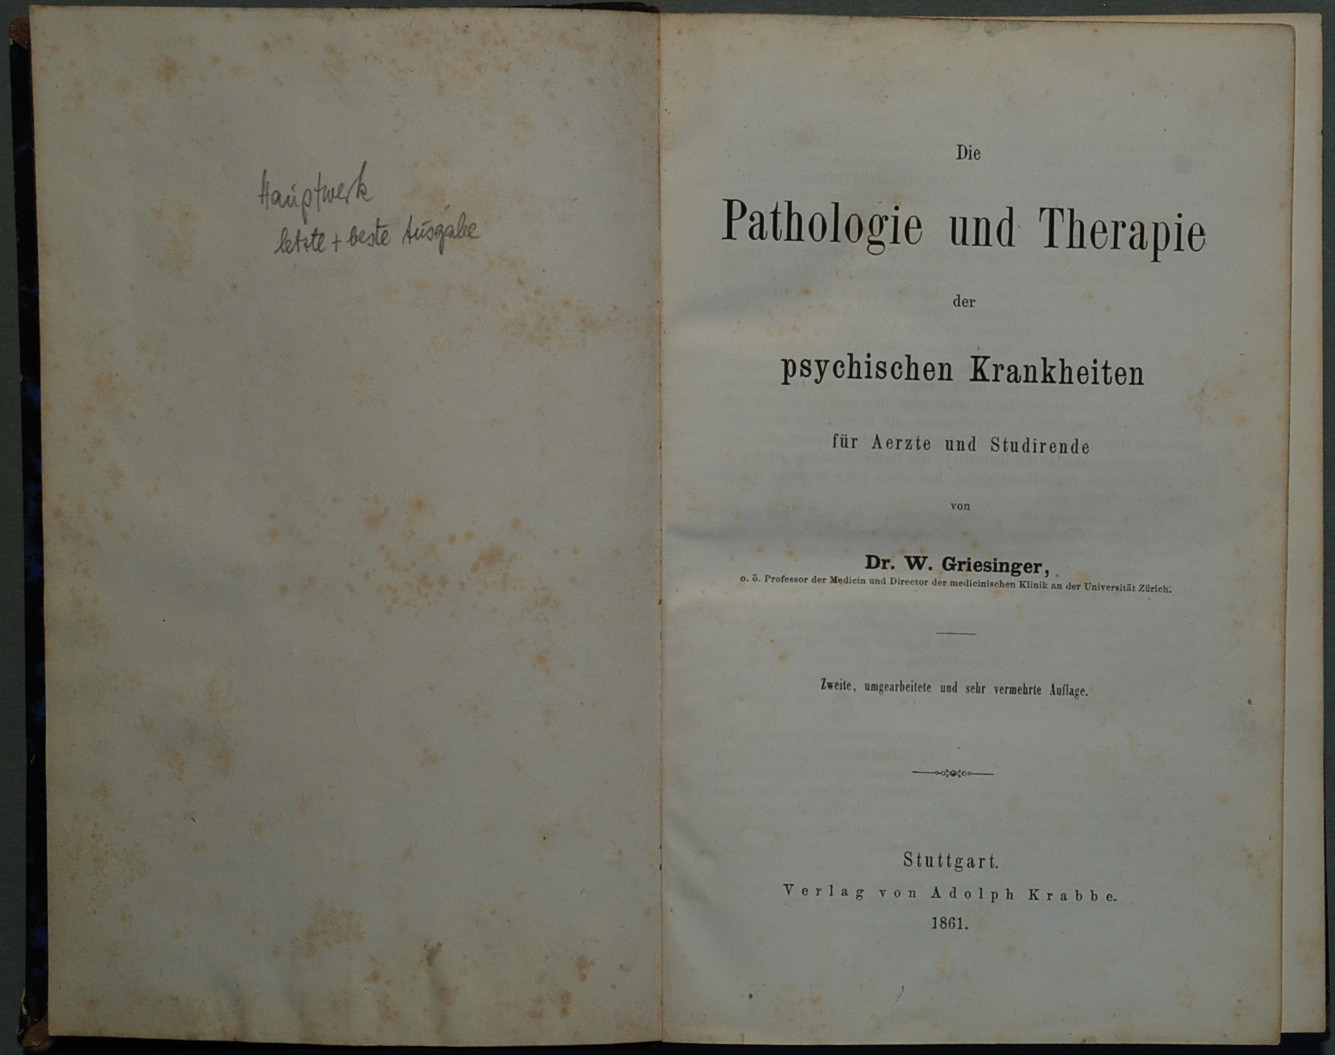 Hauptwerk
letzte + beste Ausgabe
Die
Pathologie und Therapie
der
psychischen Krankheiten
für Aerzte und Studirende
von
Dr. W. Griesinger,
o. ö. Professor der Medicin und Director der medicinischen Klinik an der Universität Zürich.
Zweite, umgearbeitete und sehr vermehrte Auflage.
Stuttgart.
Verlag von Adolph Krabbe.
1861.